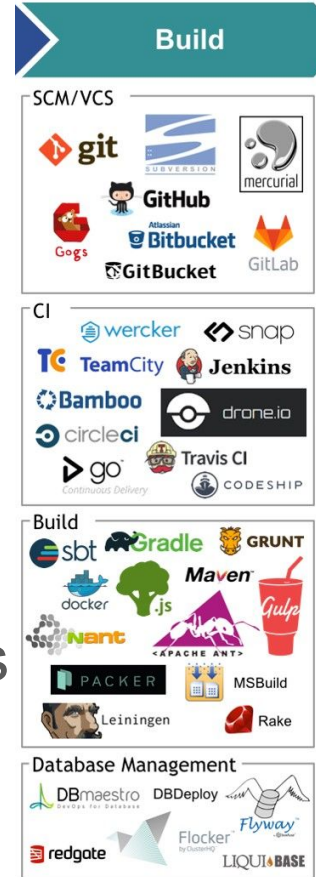 Build
SCM/VCS
git
SUBVERSION
mercurial
GitHub
Gogs
Atlassian
Bitbucket
GitBucket
GitLab
CI
wercker
snap
TC TeamCity
Jenkins
Bamboo
drone.io
circleci
go
Continuous Delivery
Travis CI
CODESHIP
Build
sbt
Gradle
GRUNT
docker
.js
Maven™
Gulp
Nant
<APACHE ANT>
S
PACKER
MSBuild
Leiningen
Rake
Database Management
DBmaestro
DevOps for Database
DBDeploy
Flyway
redgate
Flocker
by ClusterHQ
LIQUIBASE